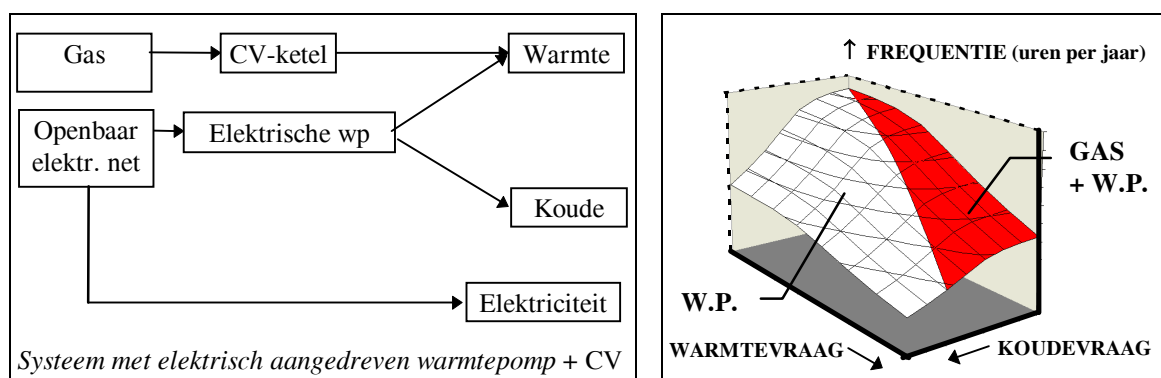 Gas
CV-ketel
Warmte
Openbaar
elektr. net
Elektrische wp
Koude
Elektriciteit
Systeem met elektrisch aangedreven warmtepomp + CV
↑ FREQUENTIE (uren per jaar)
GAS
+ W.P.
W.P.
WARMTEVRAAG
KOUDEVRAAG